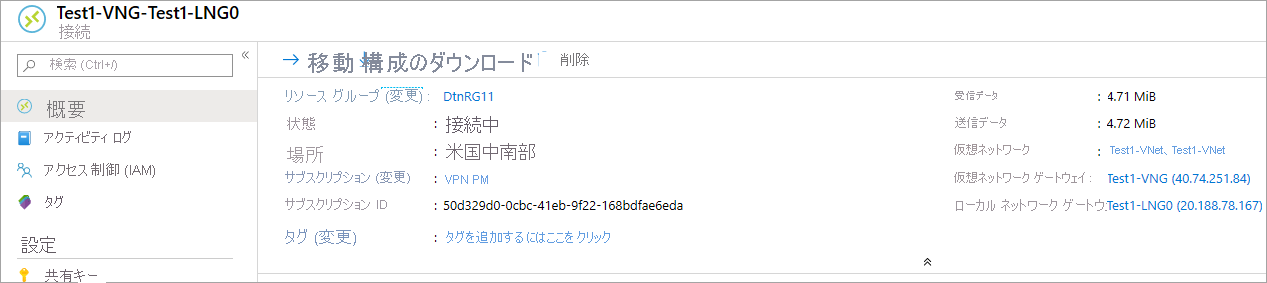 Test1-VNG-Test1-LNG0
接続
検索 (Ctrl+/)
«
概要
アクティビティ ログ
アクセス制御 (IAM)
タグ
設定
共有キー
移動 構成のダウンロード 削除
リソース グループ (変更) : DtnRG11
状態 : 接続中
場所 : 米国中南部
サブスクリプション (変更) : VPN PM
サブスクリプション ID : 50d329d0-0cbc-41eb-9f22-168bdfae6eda
タグ (変更) : タグを追加するにはここをクリック
受信データ : 4.71 MiB
送信データ : 4.72 MiB
仮想ネットワーク : Test1-VNet、Test1-VNet
仮想ネットワーク ゲートウェイ : Test1-VNG (40.74.251.84)
ローカル ネットワーク ゲートウ Test1-LNG0 (20.188.78.167)